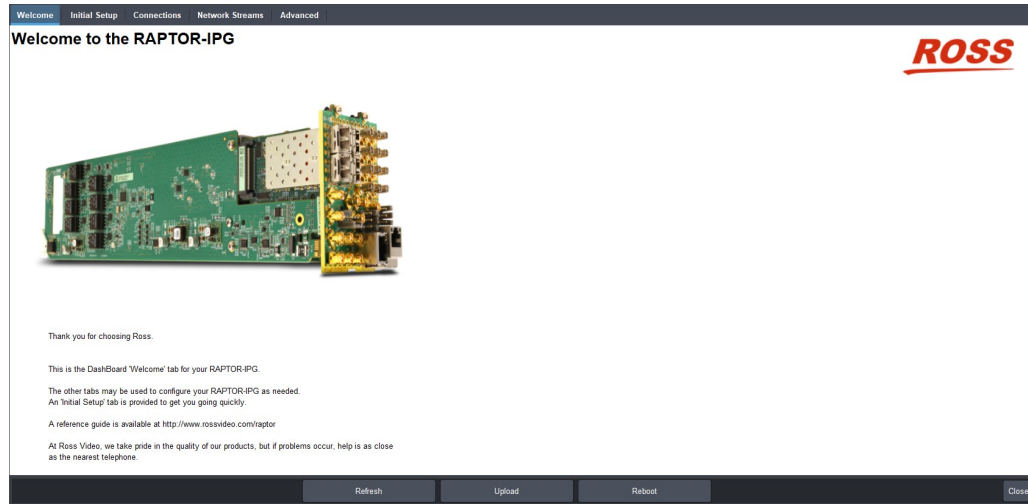 Welcome Initial Setup Connections Network Streams Advanced
Welcome to the RAPTOR-IPG
ROSS
Thank you for choosing Ross.
This is the DashBoard 'Welcome' tab for your RAPTOR-IPG.
The other tabs may be used to configure your RAPTOR-IPG as needed.
An 'Initial Setup' tab is provided to get you going quickly.
A reference guide is available at http://www.rossvideo.com/raptor
At Ross Video, we take pride in the quality of our products, but if problems occur, help is as close
as the nearest telephone.
Refresh Upload Reboot Close